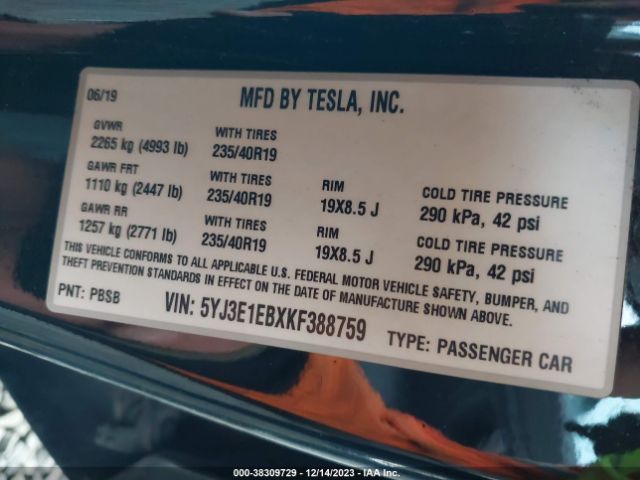 06/19 MFD BY TESLA, INC.
GVWR WITH TIRES
2265 kg (4993 lb) 235/40R19
GAWR FRT WITH TIRES RIM COLD TIRE PRESSURE
1110 kg (2447 lb) 235/40R19 19X8.5 J 290 kPa, 42 psi
GAWR RR WITH TIRES RIM COLD TIRE PRESSURE
1257 kg (2771 lb) 235/40R19 19X8.5 J 290 kPa, 42 psi
THIS VEHICLE CONFORMS TO ALL APPLICABLE U.S. FEDERAL MOTOR VEHICLE SAFETY, BUMPER, AND
THEFT PREVENTION STANDARDS IN EFFECT ON THE DATE OF MANUFACTURE SHOWN ABOVE.
PNT: PBSB VIN: 5YJ3E1EBXKF388759 TYPE: PASSENGER CAR
000-38309729 - 12/14/2023 - IAA Inc.